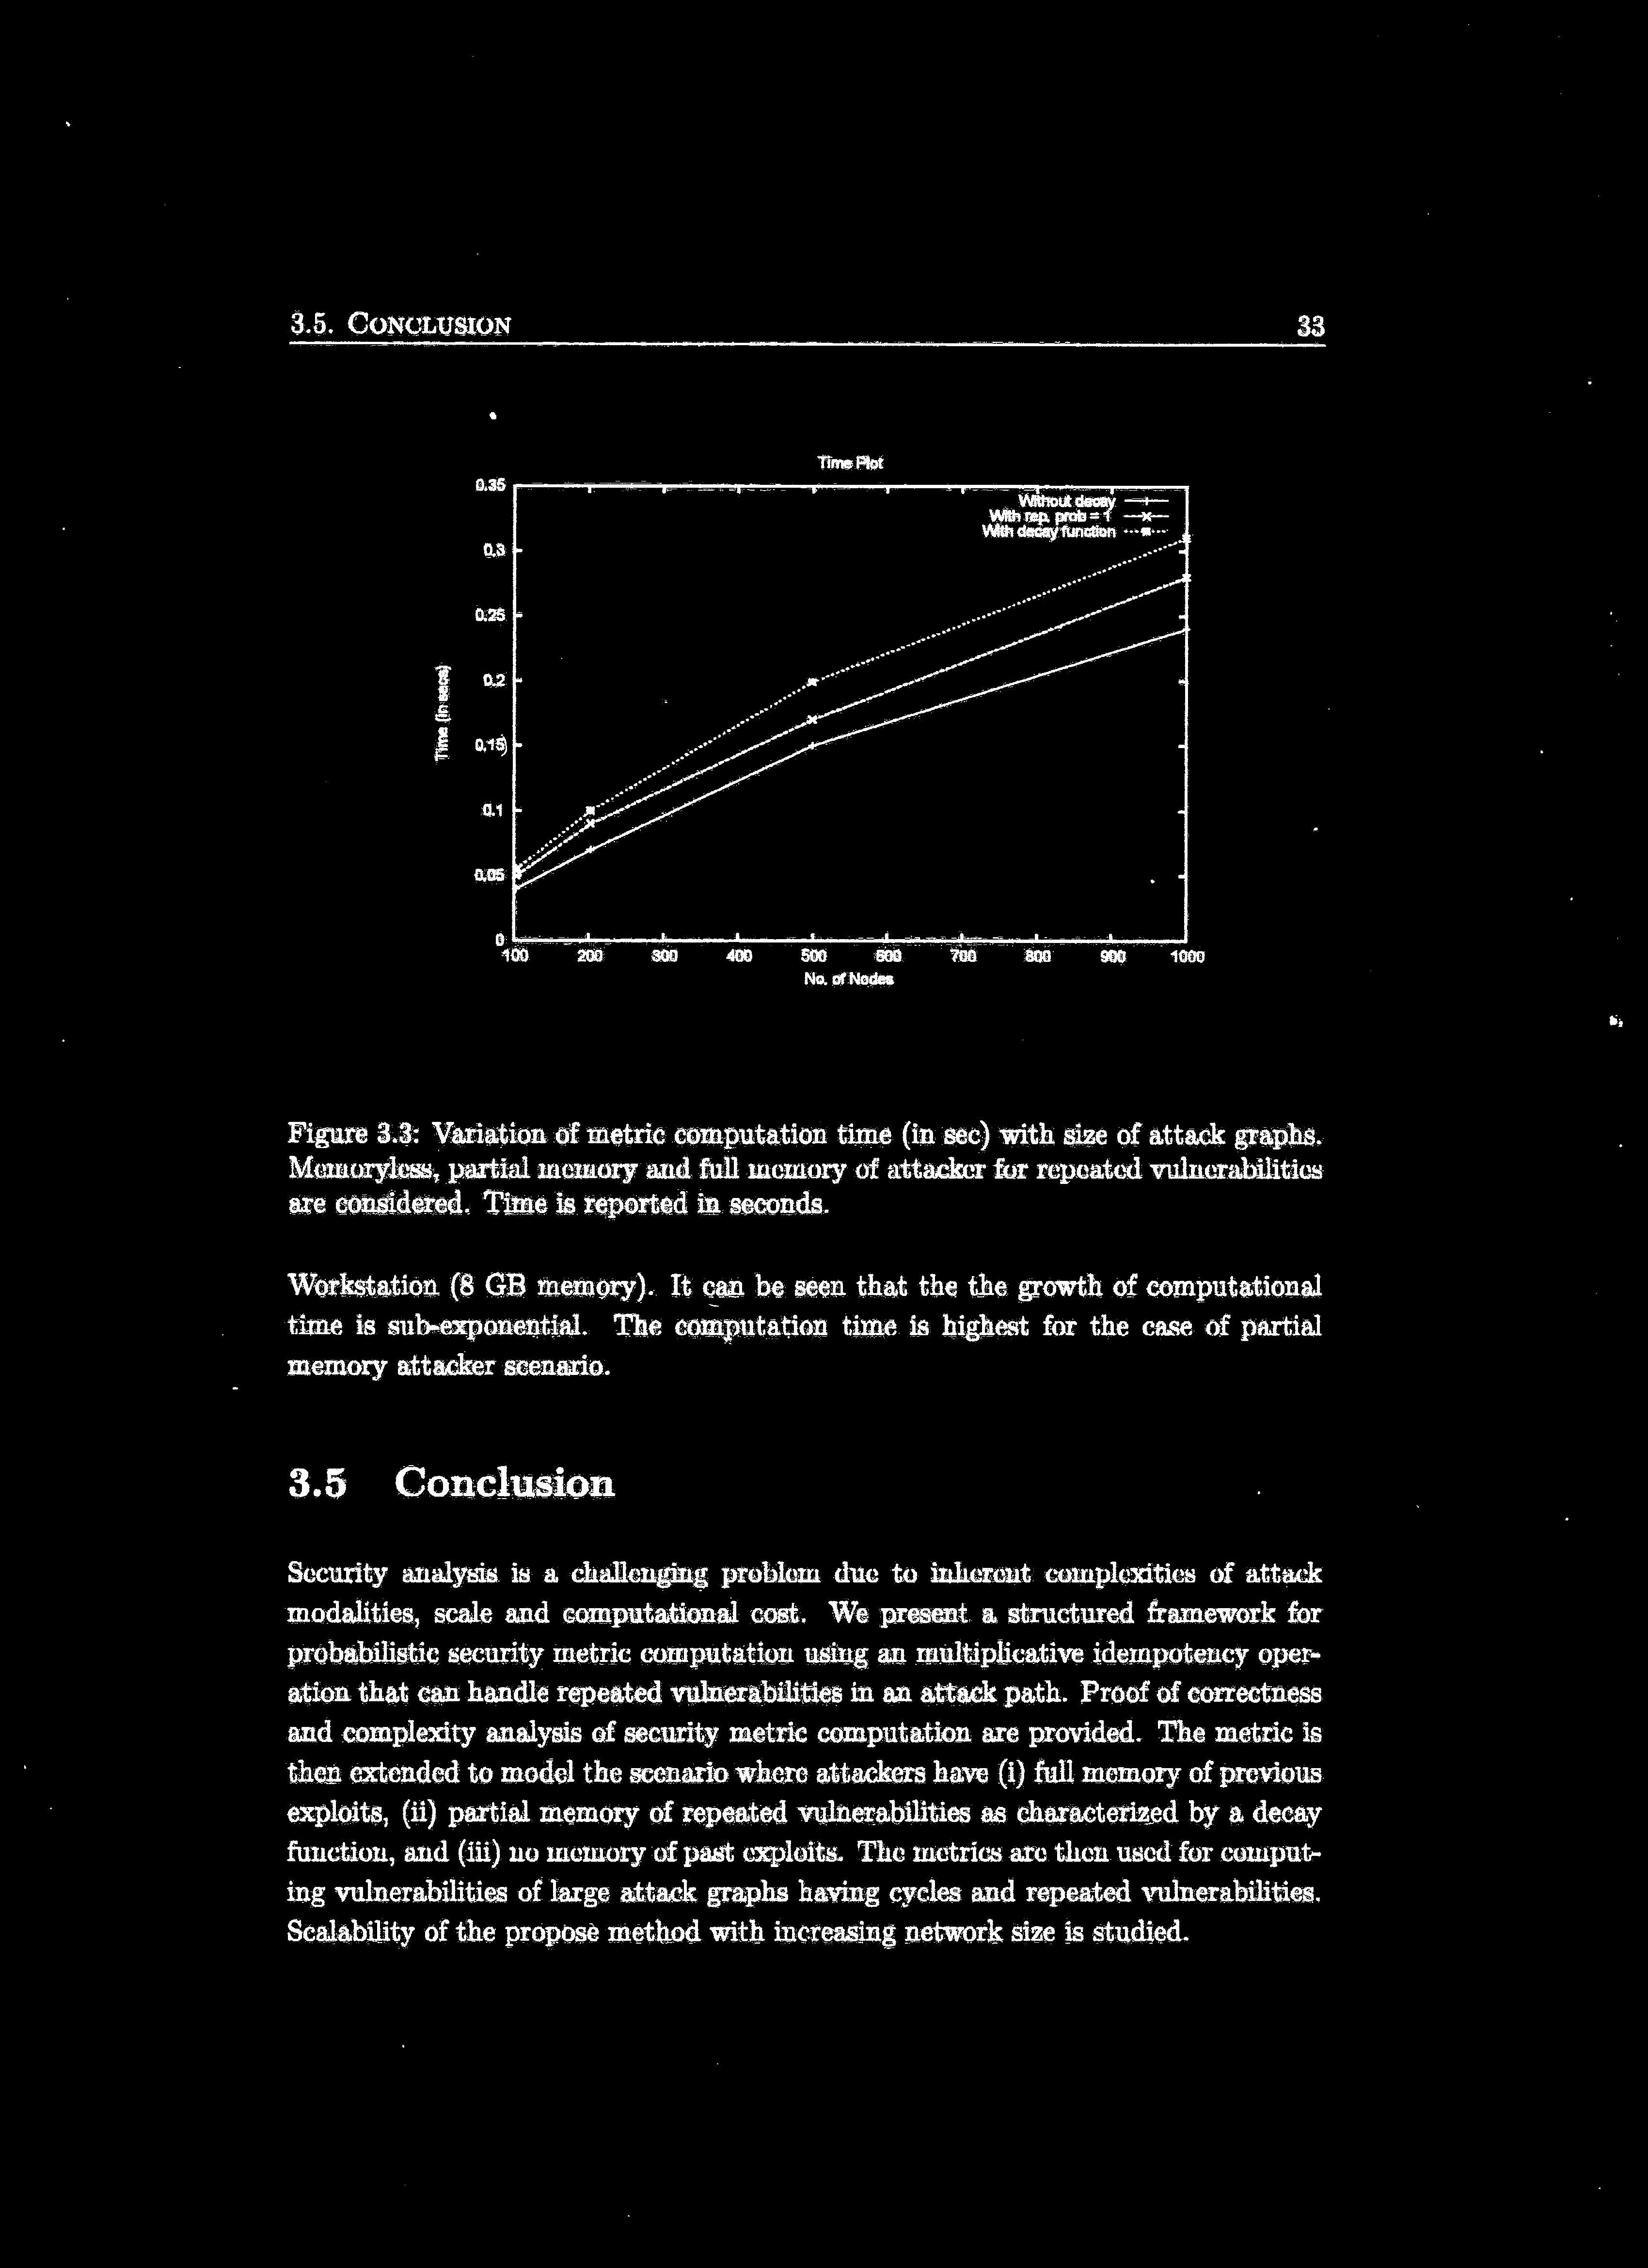 3.5. CONCLUSION 33
Time Plot
0.35
0.3
0.25
0.2
0.15
0.1
0.05
0
Time (in secs)
Without decay
With rep. prob = 1
With decay function
100 200 300 400 500 600 700 800 900 1000
No. of Nodes
Figure 3.3: Variation of metric computation time (in sec) with size of attack graphs.
Memoryless, partial memory and full memory of attacker for repeated vulnerabilities
are considered. Time is reported in seconds.
Workstation (8 GB memory). It can be seen that the the growth of computational
time is sub-exponential. The computation time is highest for the case of partial
memory attacker scenario.
3.5 Conclusion
Security analysis is a challenging problem due to inherent complexities of attack
modalities, scale and computational cost. We present a structured framework for
probabilistic security metric computation using an multiplicative idempotency oper-
ation that can handle repeated vulnerabilities in an attack path. Proof of correctness
and complexity analysis of security metric computation are provided. The metric is
then extended to model the scenario where attackers have (i) full memory of previous
exploits, (ii) partial memory of repeated vulnerabilities as characterized by a decay
function, and (iii) no memory of past exploits. The metrics are then used for comput-
ing vulnerabilities of large attack graphs having cycles and repeated vulnerabilities.
Scalability of the propose method with increasing network size is studied.